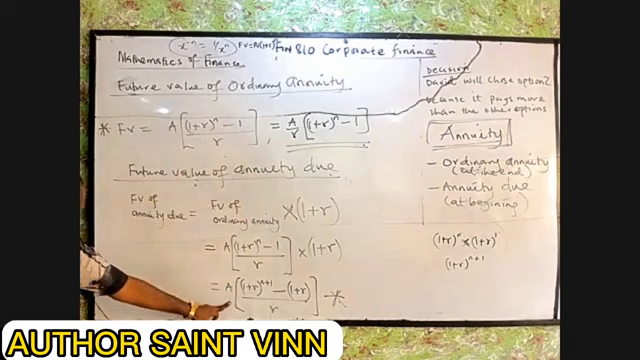 x⁻ⁿ = 1/xⁿ FV=PV(1+r)ⁿ FIN 810 Corporate finance
Mathematics of Finance
Future value of Ordinary Annuity
* FV = A[((1+r)ⁿ − 1)/r] = A/r[(1+r)ⁿ − 1]
Future value of annuity due
FV of annuity due = FV of ordinary annuity × (1+r)
= A[((1+r)ⁿ − 1)/r] × (1+r)
= A[((1+r)ⁿ⁺¹ − (1+r))/r] *
Decision
David will chose option 2
because it pays more
than the other options
Annuity
- Ordinary annuity
(at the end)
- Annuity due
(at begining)
(1+r)ⁿ × (1+r)¹
(1+r)ⁿ⁺¹
AUTHOR SAINT VINN